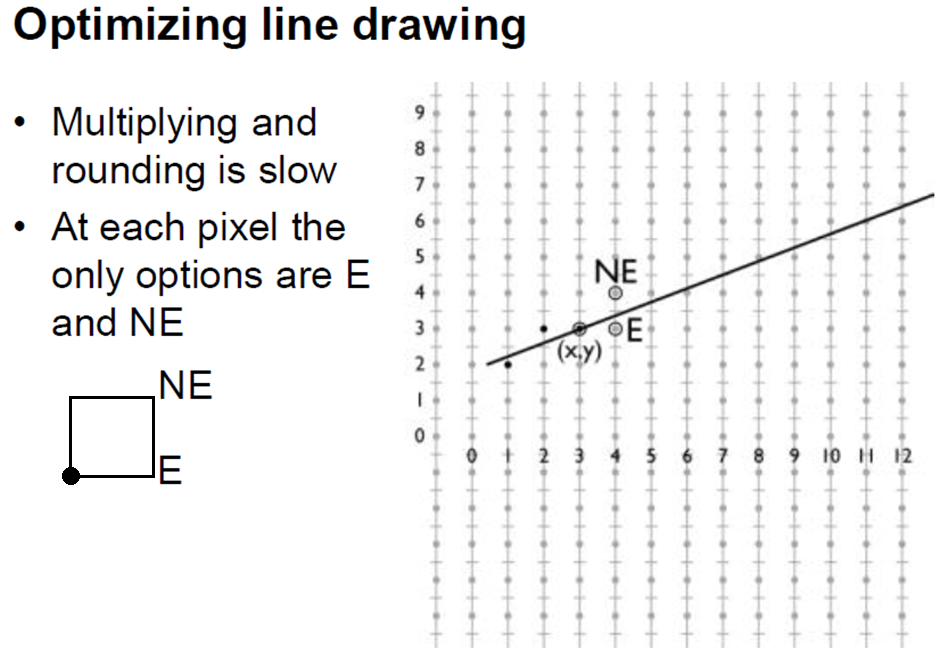 Optimizing line drawing
• Multiplying and
rounding is slow
• At each pixel the
only options are E
and NE
NE
E
9
8
7
6
5
4
3
2
1
0
NE
E
(x,y)
0 1 2 3 4 5 6 7 8 9 10 11 12